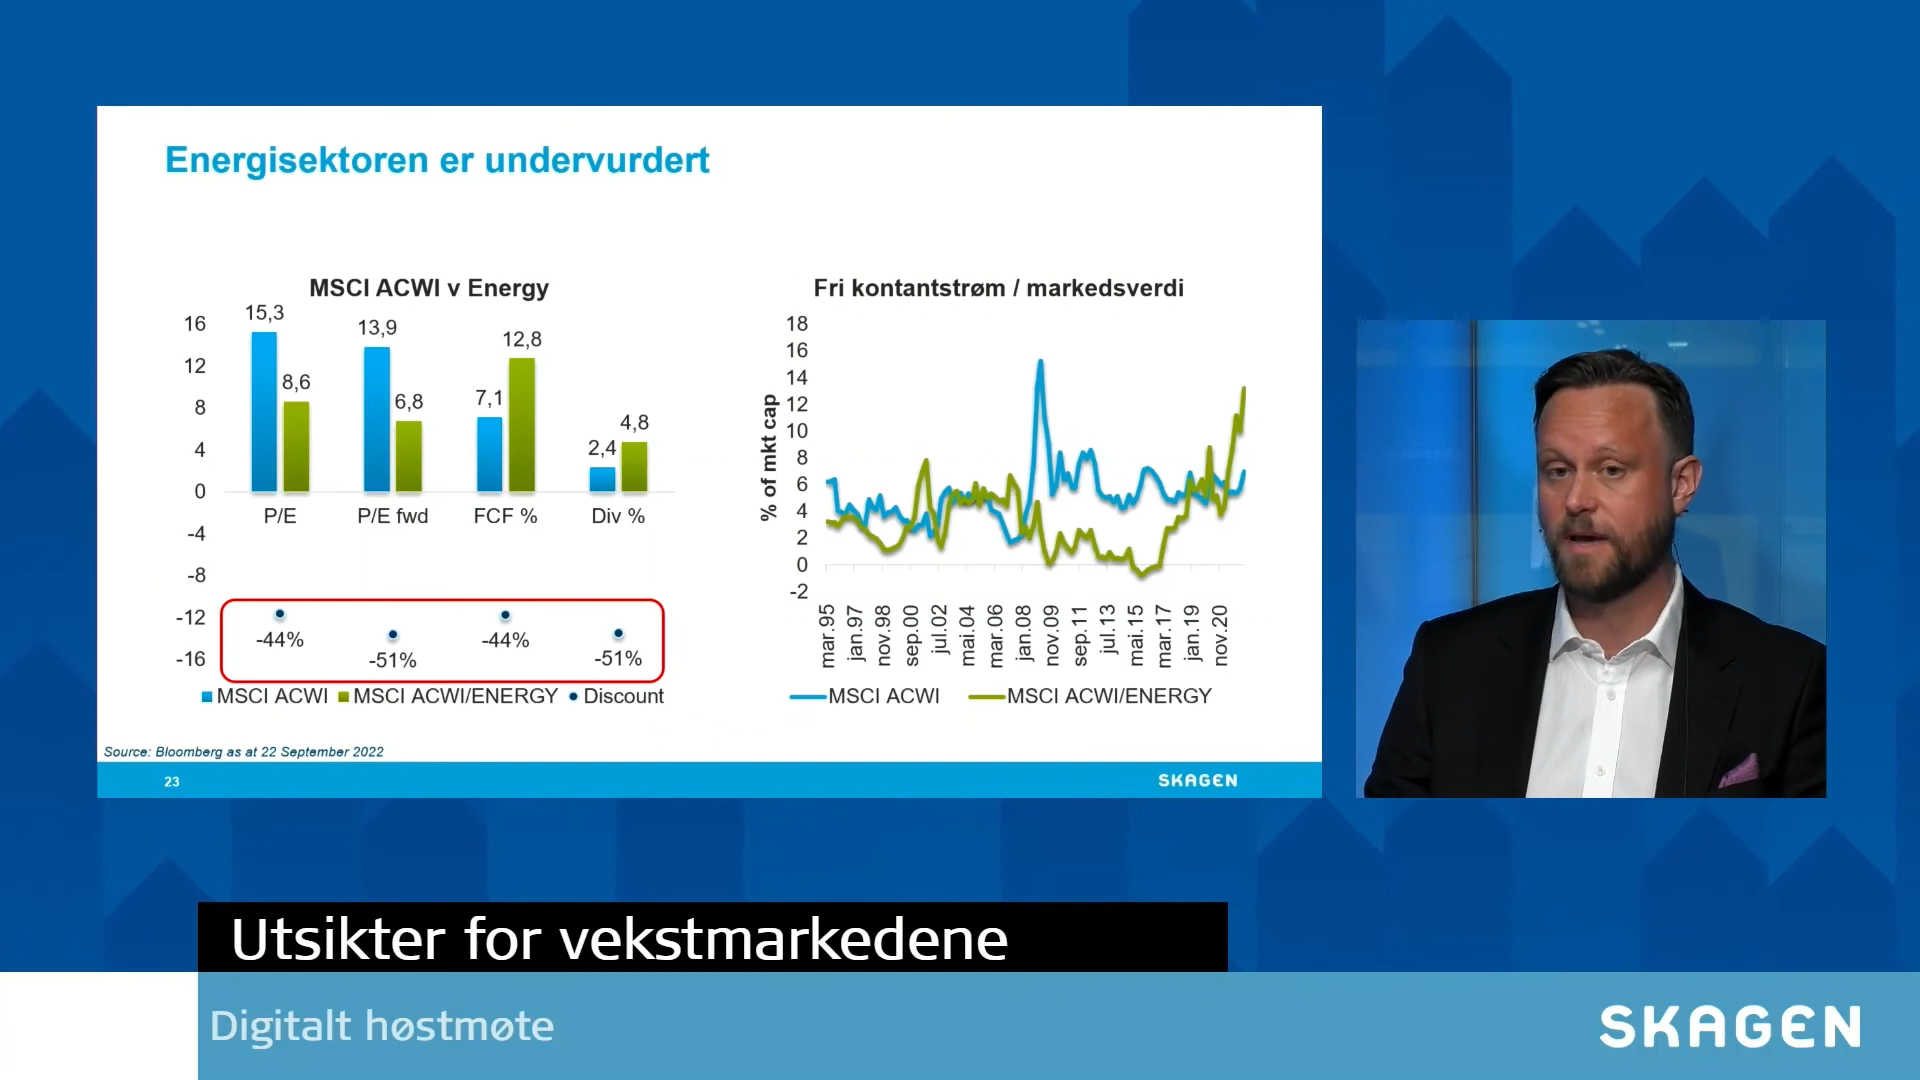 Energisektoren er undervurdert
MSCI ACWI v Energy
16
12
8
4
0
-4
-8
-12
-16
15,3
8,6
13,9
6,8
7,1
12,8
2,4
4,8
P/E
P/E fwd
FCF %
Div %
-44%
-51%
-44%
-51%
MSCI ACWI
MSCI ACWI/ENERGY
Discount
Fri kontantstrøm / markedsverdi
% of mkt cap
18
16
14
12
10
8
6
4
2
0
-2
mar.95
jan.97
nov.98
sep.00
jul.02
mai.04
mar.06
jan.08
nov.09
sep.11
jul.13
mai.15
mar.17
jan.19
nov.20
MSCI ACWI
MSCI ACWI/ENERGY
Source: Bloomberg as at 22 September 2022
23
SKAGEN
Utsikter for vekstmarkedene
Digitalt høstmøte
SKAGEN